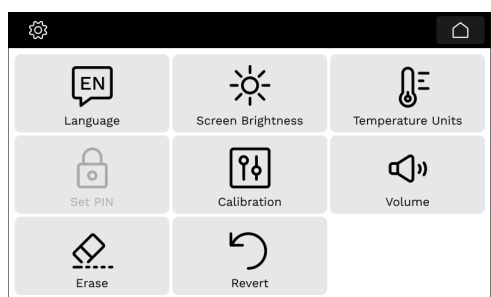 EN
Language
Screen Brightness
Temperature Units
Set PIN
Calibration
Volume
Erase
Revert